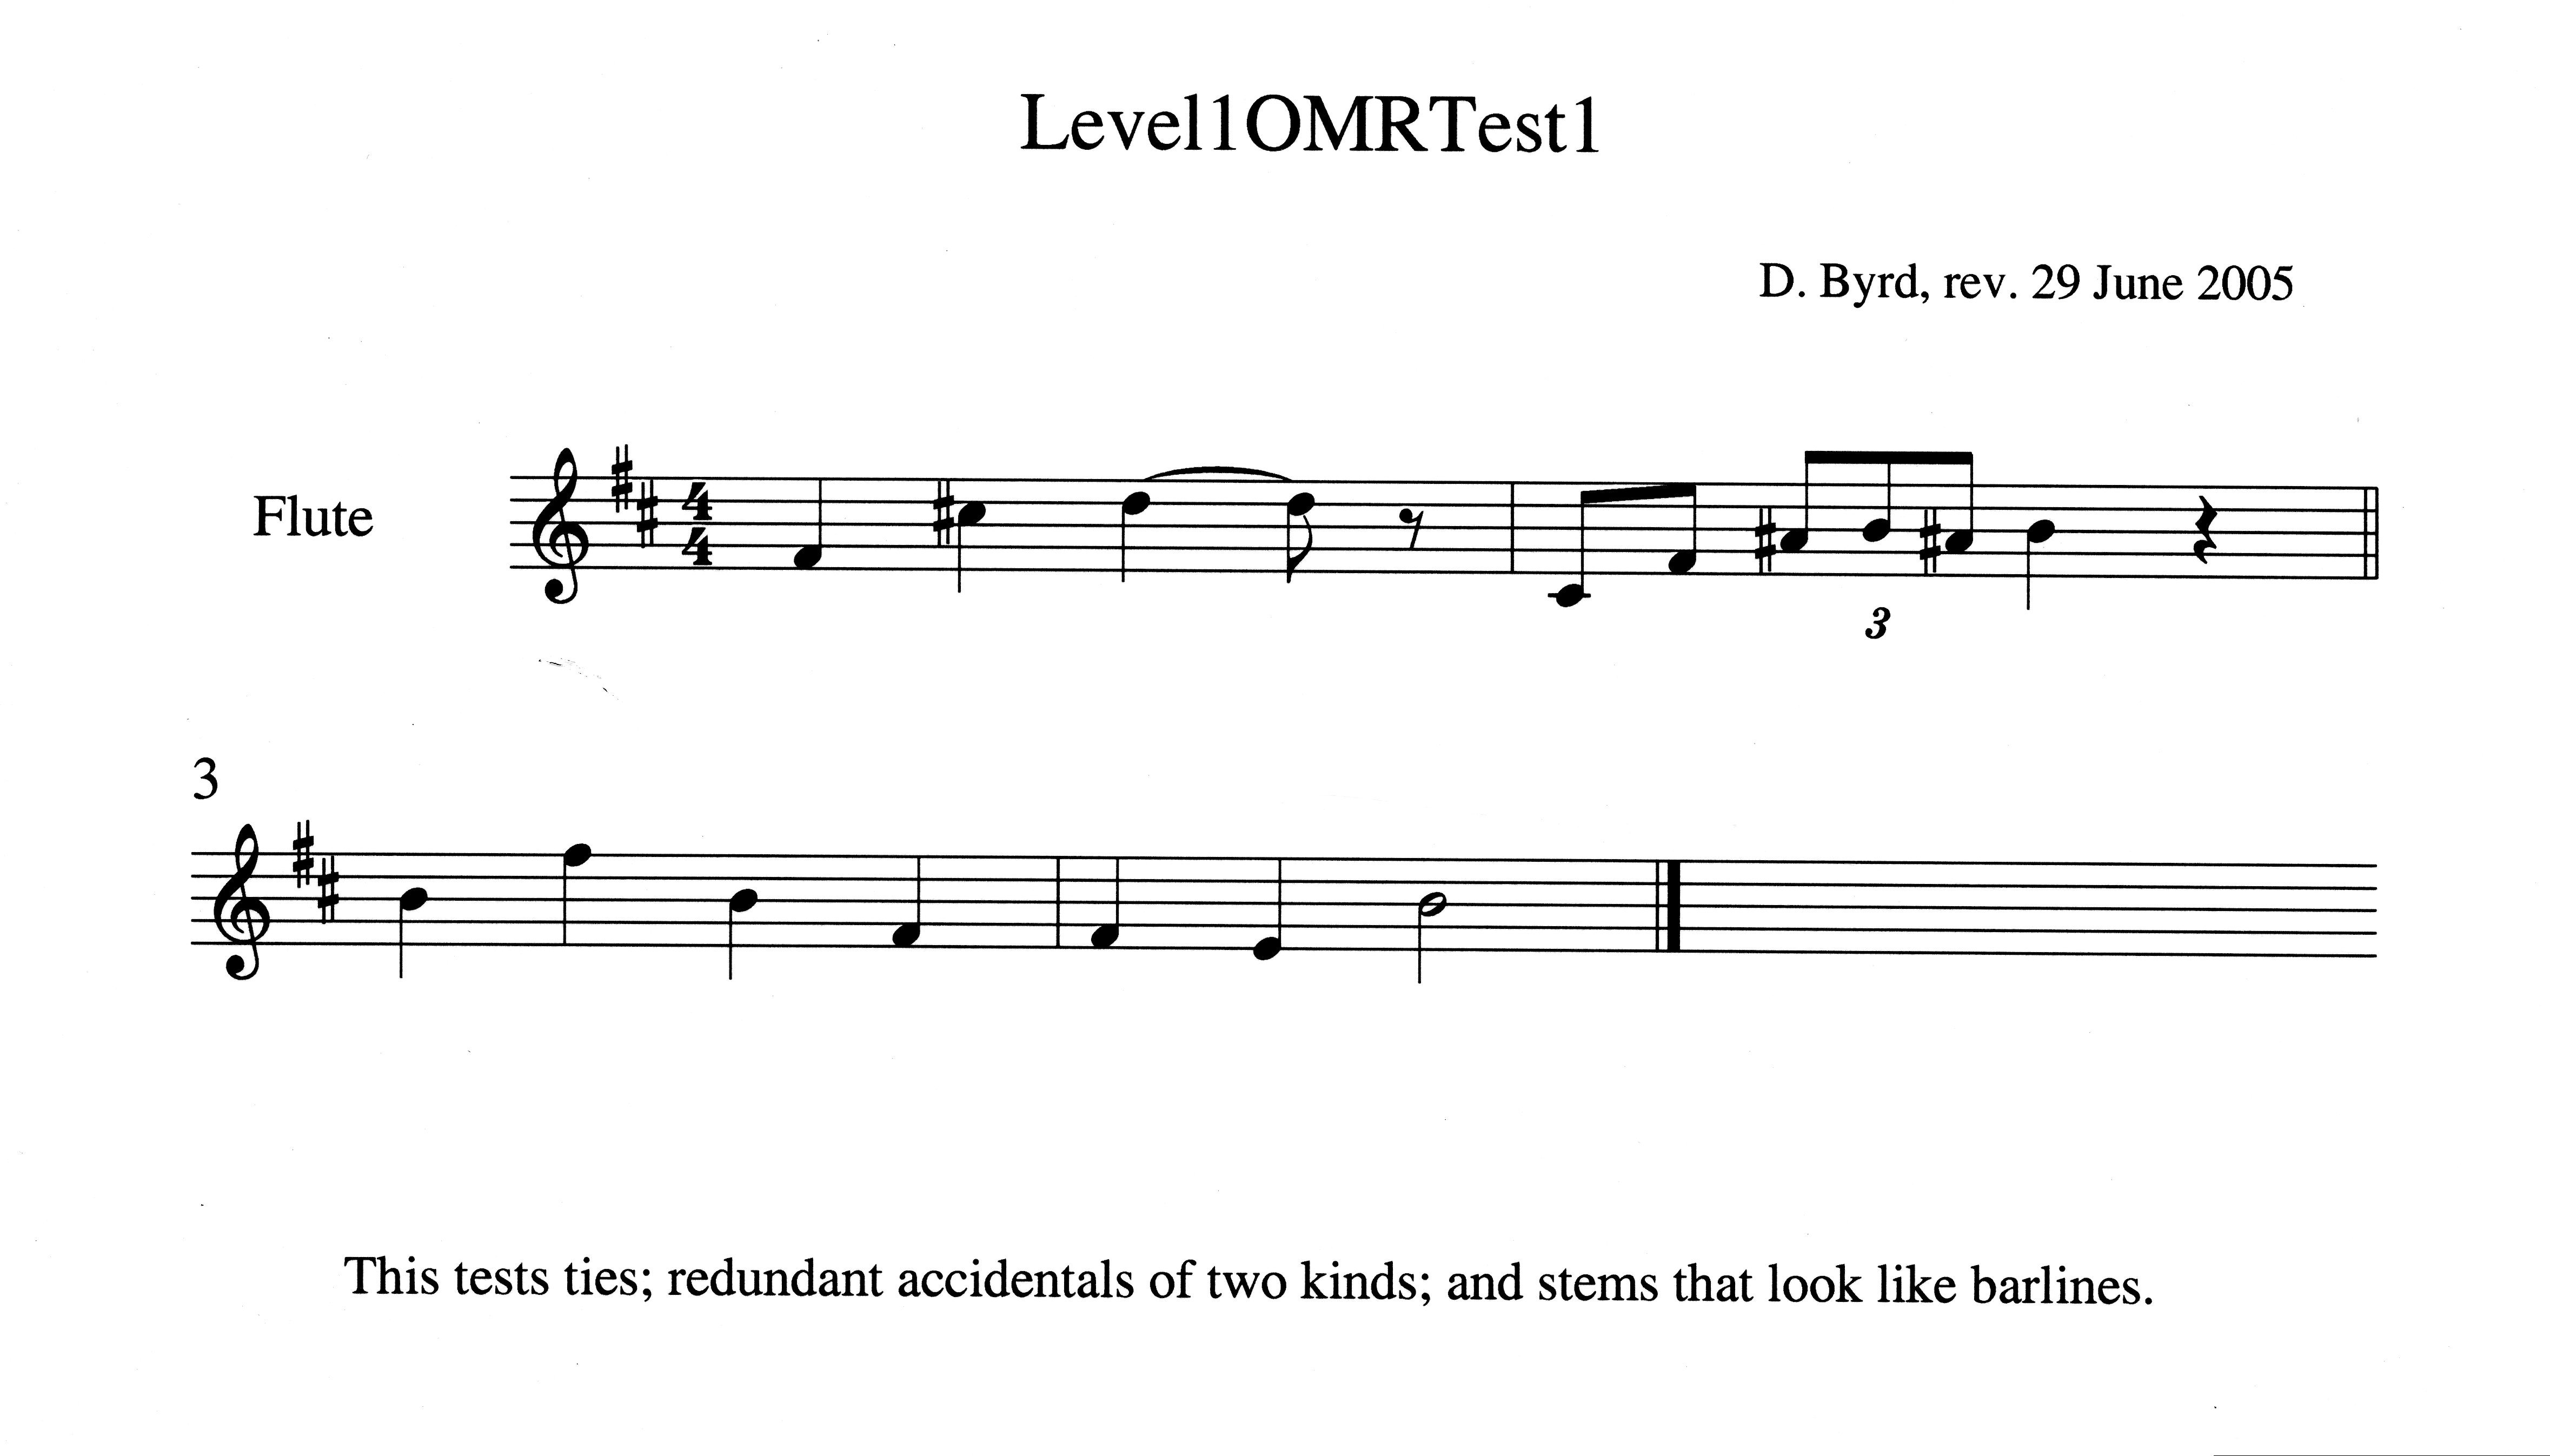 Level1OMRTest1
D. Byrd, rev. 29 June 2005
Flute
4
4
3
3
This tests ties; redundant accidentals of two kinds; and stems that look like barlines.